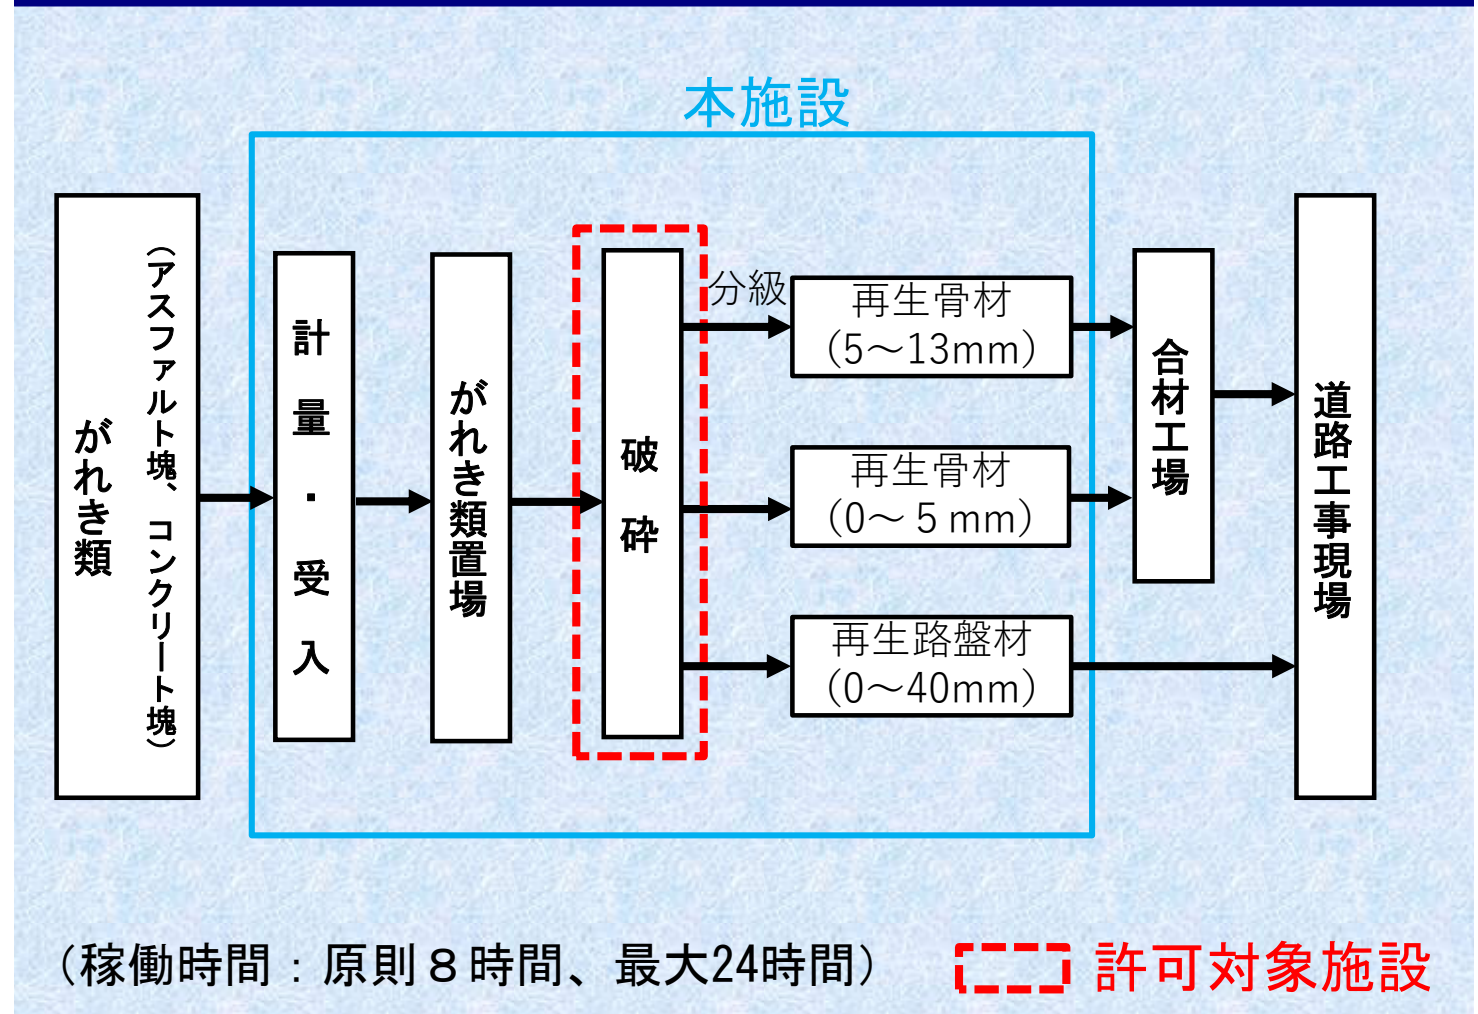 本施設
がれき類
（アスファルト塊、コンクリート塊）
計量・受入
がれき類置場
破砕
分級
再生骨材
（5～13mm）
再生骨材
（0～５mm）
再生路盤材
（0～40mm）
合材工場
道路工事現場
（稼働時間：原則８時間、最大24時間）
許可対象施設